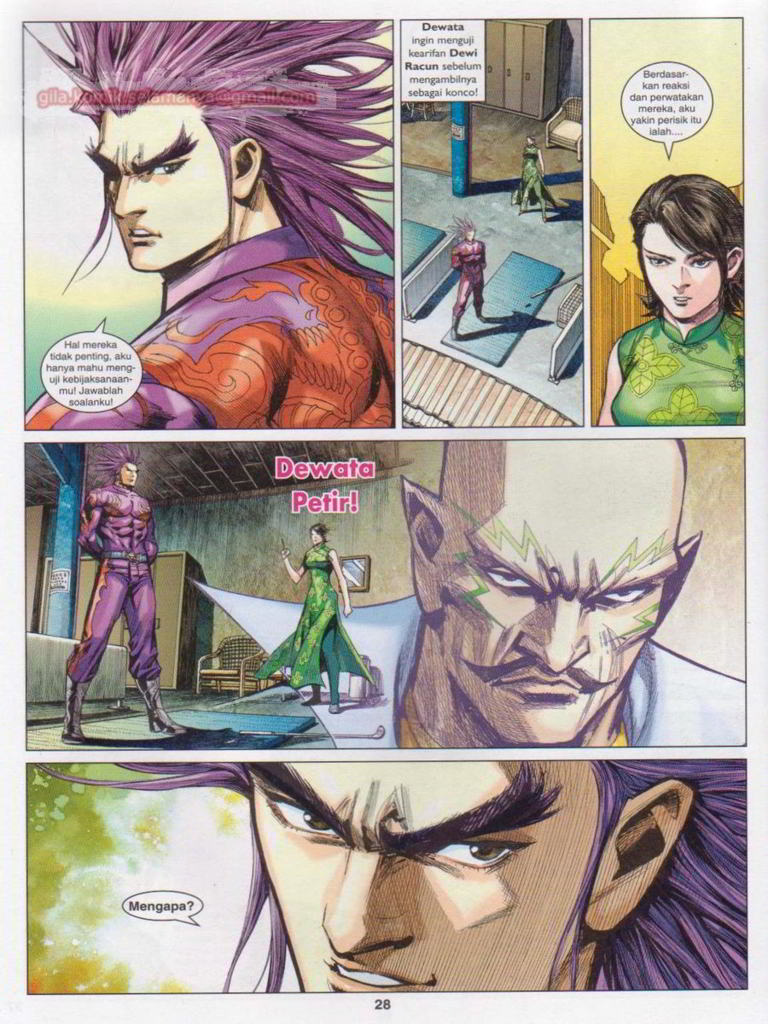 gila.komik.selamanya@gmail.com
Hal mereka
tidak penting, aku
hanya mahu meng-
uji kebijaksanaan-
mu! Jawablah
soalanku!
Dewata
ingin menguji
kearifan Dewi
Racun sebelum
mengambilnya
sebagai konco!
Berdasar-
kan reaksi
dan perwatakan
mereka, aku
yakin perisik itu
ialah....
Dewata
Petir!
Mengapa?
28